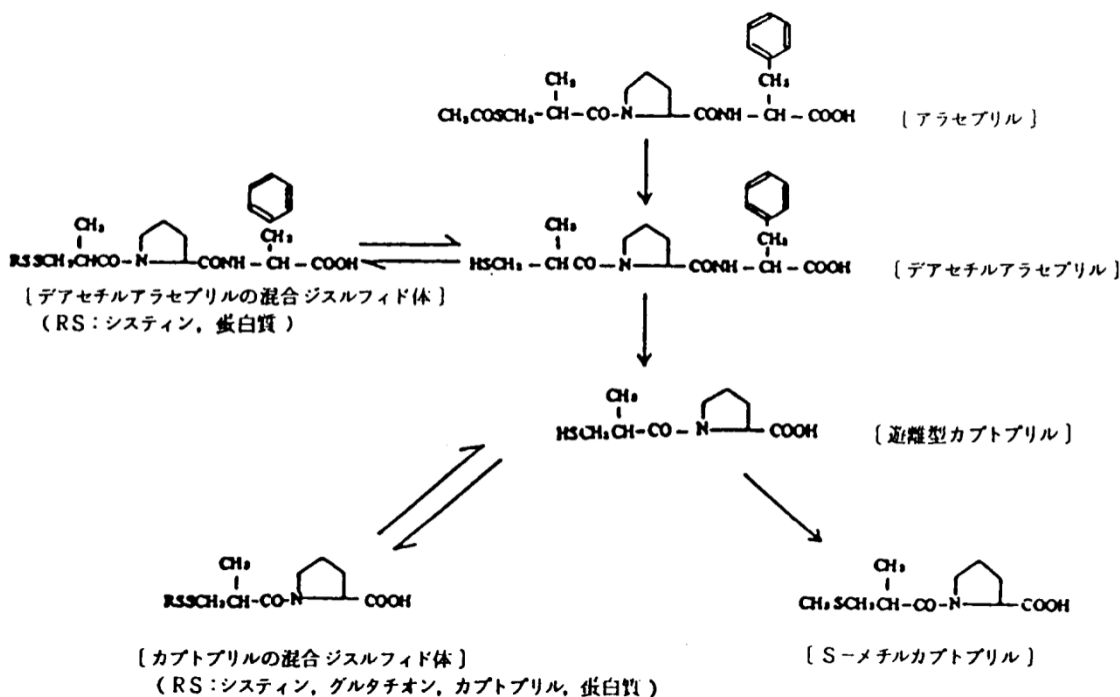 CH₃
CH₂
CH₃COSCH₂-CH-CO-N
CONH-CH-COOH
[アラセプリル]
CH₃
CH₂
RSSCH₂CHCO-N
CONH-CH-COOH
CH₃
CH₂
HSCH₂-CH-CO-N
CONH-CH-COOH
[デアセチルアラセプリル]
[デアセチルアラセプリルの混合ジスルフィド体]
(RS:システィン,蛋白質)
CH₃
HSCH₂CH-CO-N
COOH
[遊離型カプトプリル]
CH₃
RSSCH₂CH-CO-N
COOH
CH₃
CH₃SCH₂CH-CO-N
COOH
[カプトプリルの混合ジスルフィド体]
(RS:システィン,グルタチオン,カプトプリル,蛋白質)
[S-メチルカプトプリル]